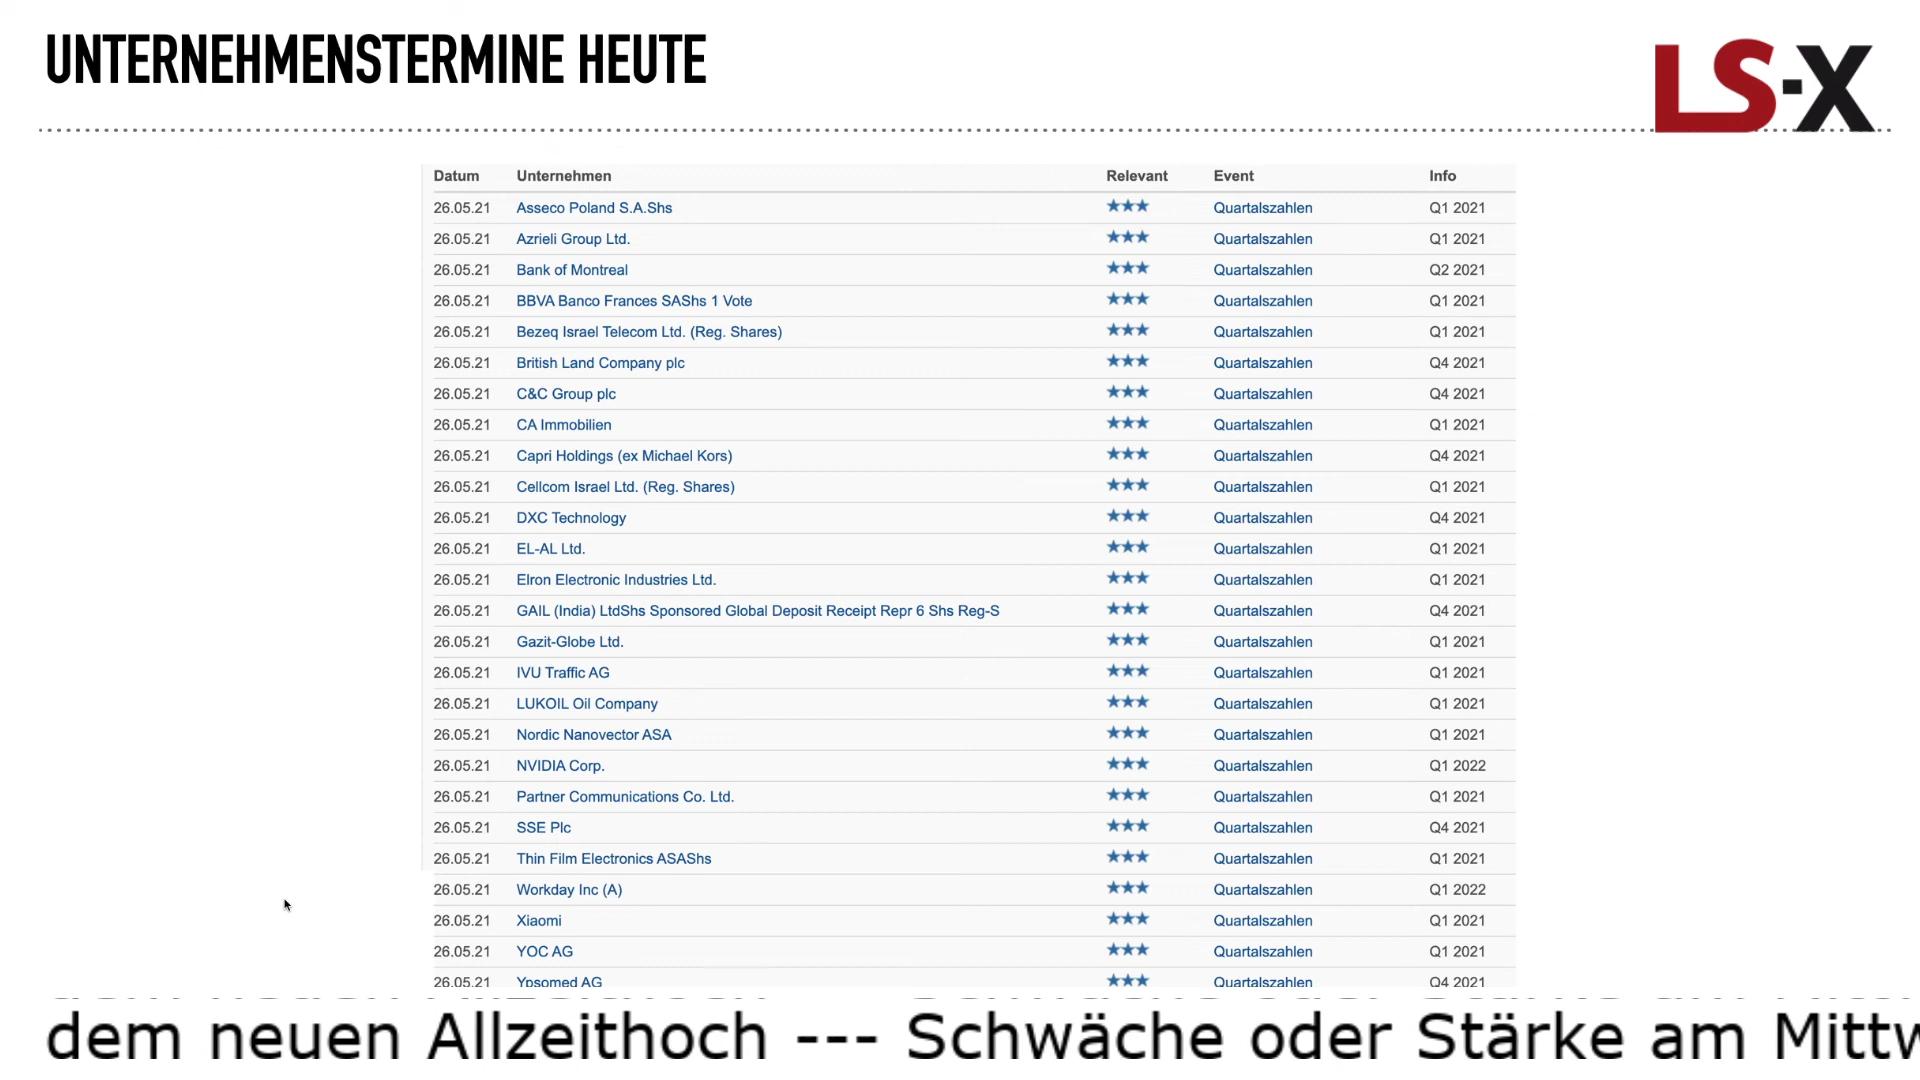 UNTERNEHMENSTERMINE HEUTE
LS-X
Datum Unternehmen Relevant Event Info
26.05.21 Asseco Poland S.A.Shs ★★★ Quartalszahlen Q1 2021
26.05.21 Azrieli Group Ltd. ★★★ Quartalszahlen Q1 2021
26.05.21 Bank of Montreal ★★★ Quartalszahlen Q2 2021
26.05.21 BBVA Banco Frances SAShs 1 Vote ★★★ Quartalszahlen Q1 2021
26.05.21 Bezeq Israel Telecom Ltd. (Reg. Shares) ★★★ Quartalszahlen Q1 2021
26.05.21 British Land Company plc ★★★ Quartalszahlen Q4 2021
26.05.21 C&C Group plc ★★★ Quartalszahlen Q4 2021
26.05.21 CA Immobilien ★★★ Quartalszahlen Q1 2021
26.05.21 Capri Holdings (ex Michael Kors) ★★★ Quartalszahlen Q4 2021
26.05.21 Cellcom Israel Ltd. (Reg. Shares) ★★★ Quartalszahlen Q1 2021
26.05.21 DXC Technology ★★★ Quartalszahlen Q4 2021
26.05.21 EL-AL Ltd. ★★★ Quartalszahlen Q1 2021
26.05.21 Elron Electronic Industries Ltd. ★★★ Quartalszahlen Q1 2021
26.05.21 GAIL (India) LtdShs Sponsored Global Deposit Receipt Repr 6 Shs Reg-S ★★★ Quartalszahlen Q4 2021
26.05.21 Gazit-Globe Ltd. ★★★ Quartalszahlen Q1 2021
26.05.21 IVU Traffic AG ★★★ Quartalszahlen Q1 2021
26.05.21 LUKOIL Oil Company ★★★ Quartalszahlen Q1 2021
26.05.21 Nordic Nanovector ASA ★★★ Quartalszahlen Q1 2021
26.05.21 NVIDIA Corp. ★★★ Quartalszahlen Q1 2022
26.05.21 Partner Communications Co. Ltd. ★★★ Quartalszahlen Q1 2021
26.05.21 SSE Plc ★★★ Quartalszahlen Q4 2021
26.05.21 Thin Film Electronics ASAShs ★★★ Quartalszahlen Q1 2021
26.05.21 Workday Inc (A) ★★★ Quartalszahlen Q1 2022
26.05.21 Xiaomi ★★★ Quartalszahlen Q1 2021
26.05.21 YOC AG ★★★ Quartalszahlen Q1 2021
26.05.21 Ypsomed AG ★★★ Quartalszahlen Q4 2021
dem neuen Allzeithoch --- Schwäche oder Stärke am Mittw